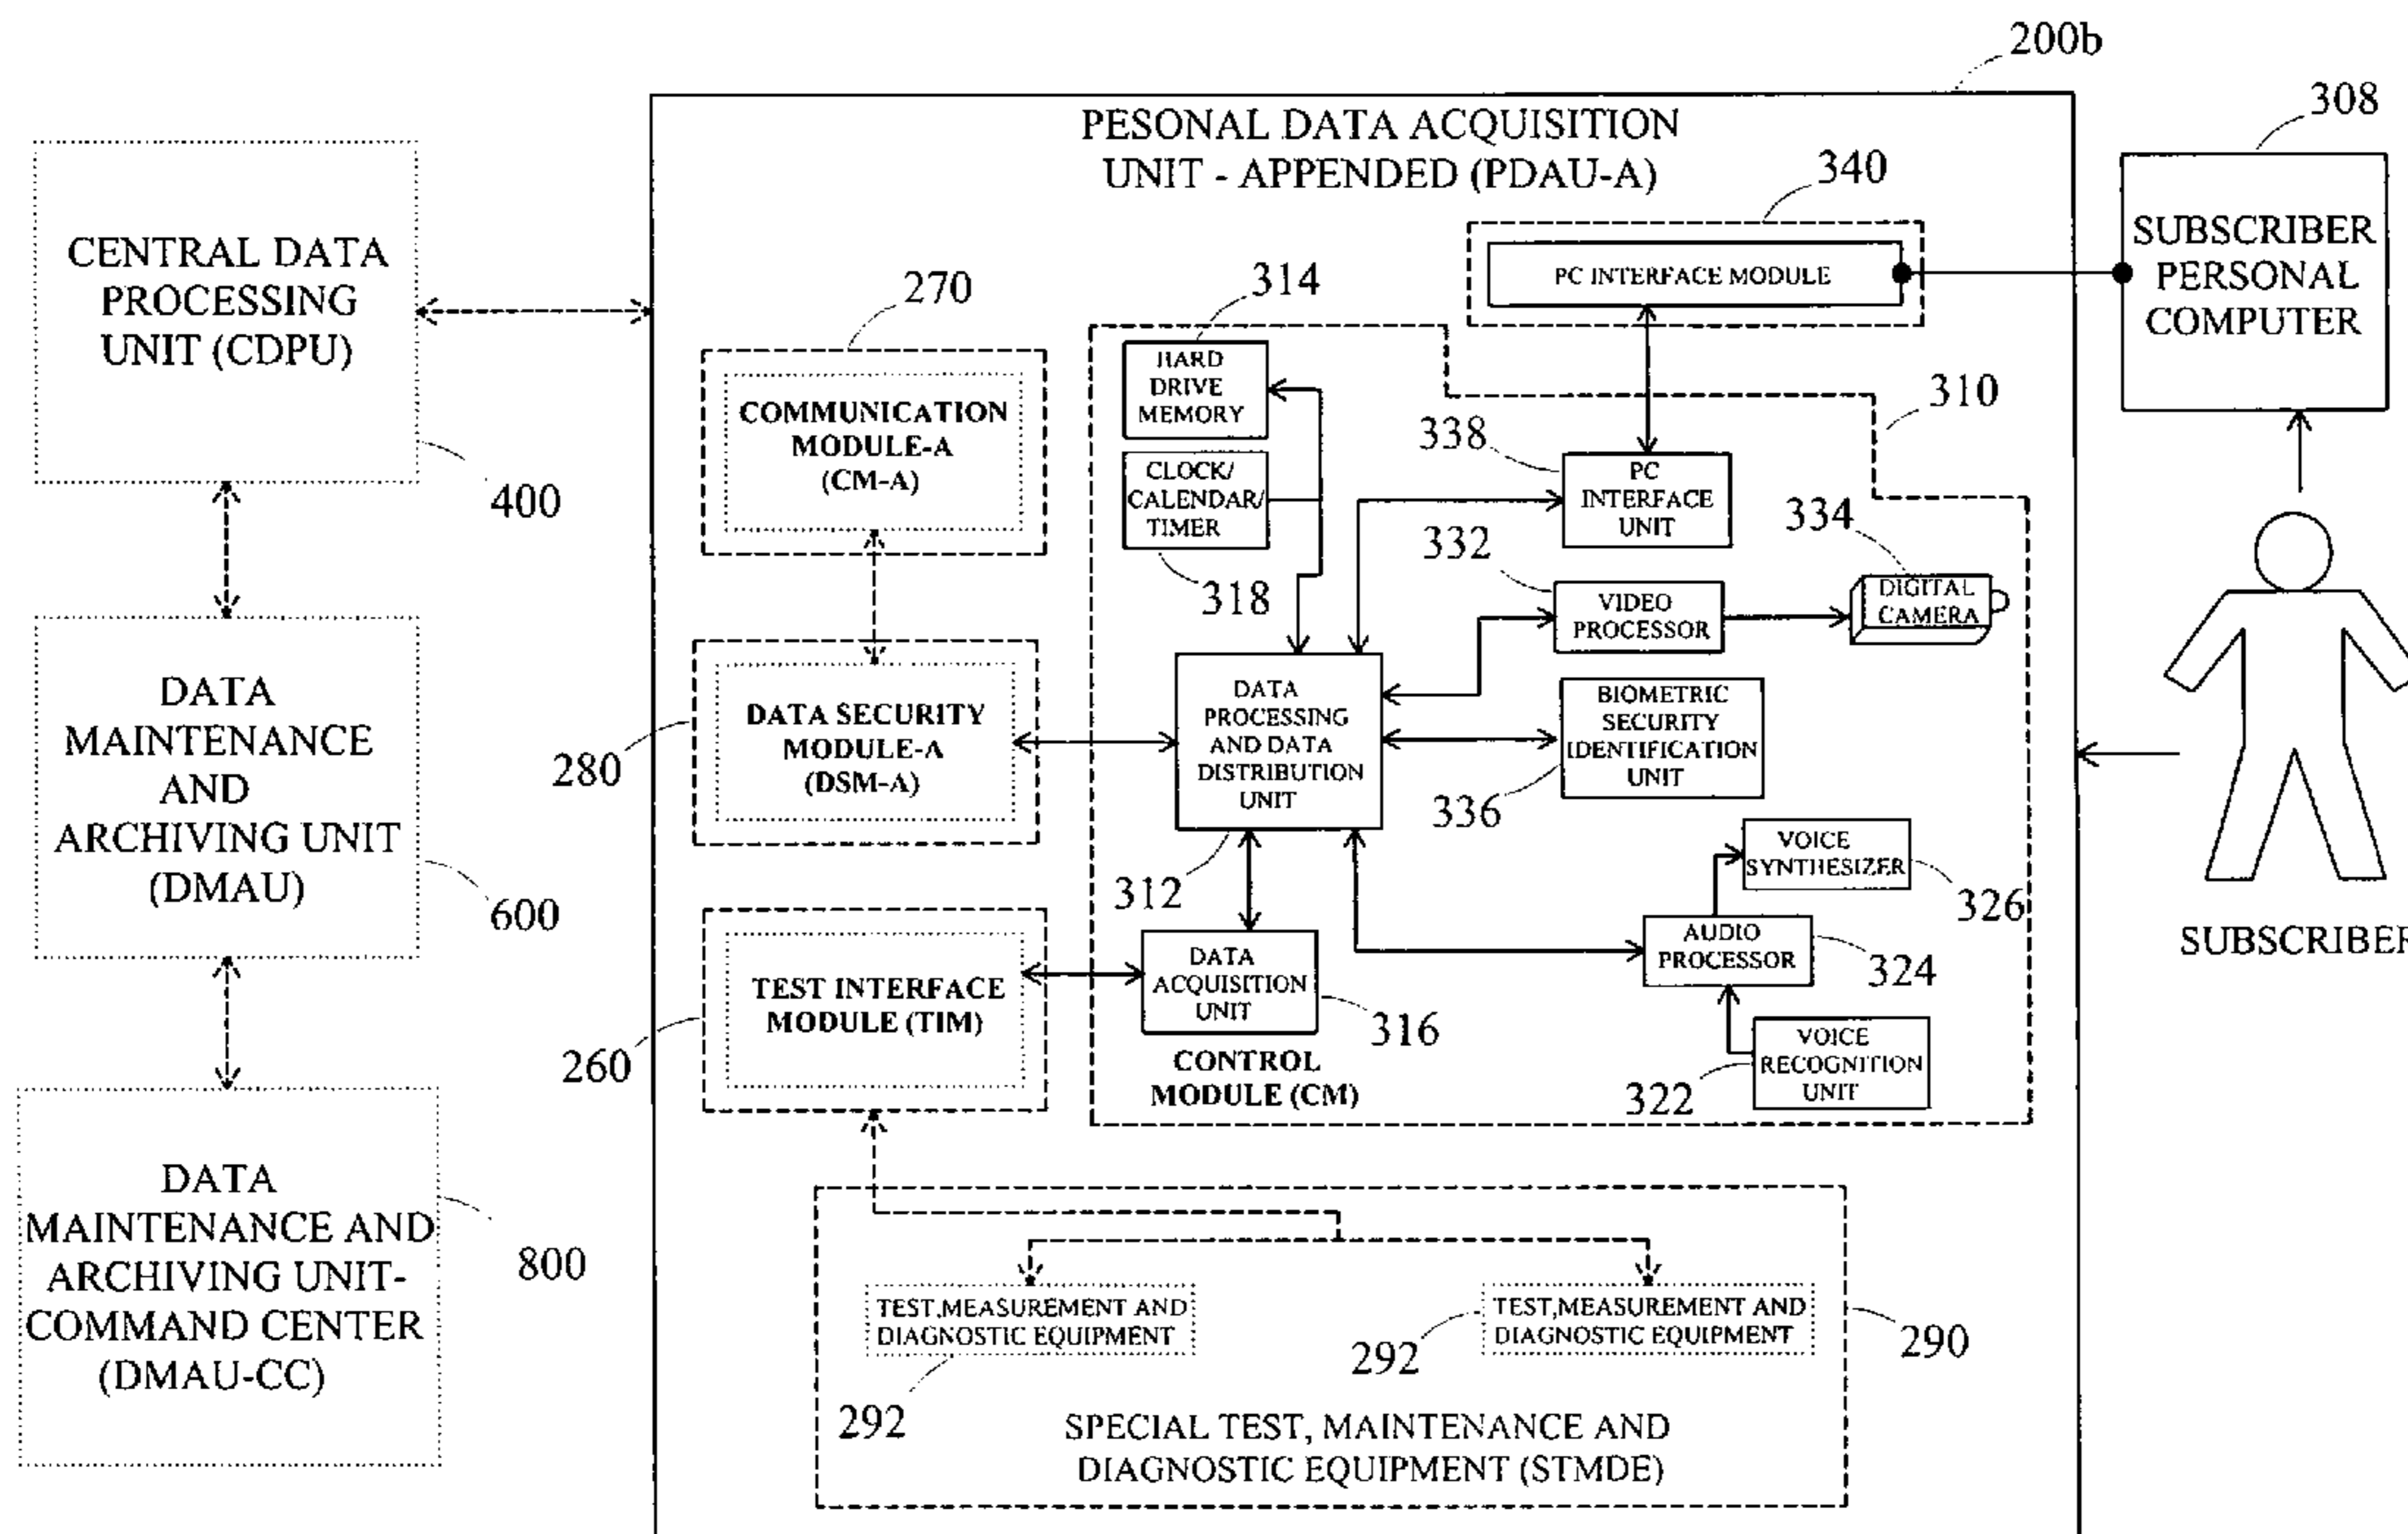 200b
PESONAL DATA ACQUISITION
UNIT - APPENDED (PDAU-A)
308
340
CENTRAL DATA
PROCESSING
UNIT (CDPU)
400
SUBSCRIBER
PERSONAL
COMPUTER
PC INTERFACE MODULE
270
314
HARD
DRIVE
MEMORY
310
COMMUNICATION
MODULE-A
(CM-A)
CLOCK/
CALENDAR/
TIMER
318
338
PC
INTERFACE
UNIT
332
VIDEO
PROCESSOR
334
DIGITAL
CAMERA
DATA
MAINTENANCE
AND
ARCHIVING UNIT
(DMAU)
600
280
DATA SECURITY
MODULE-A
(DSM-A)
DATA
PROCESSING
AND DATA
DISTRIBUTION
UNIT
312
BIOMETRIC
SECURITY
IDENTIFICATION
UNIT
336
VOICE
SYNTHESIZER
326
AUDIO
PROCESSOR
324
SUBSCRIBER
260
TEST INTERFACE
MODULE (TIM)
DATA
ACQUISITION
UNIT
316
CONTROL
MODULE (CM)
322
VOICE
RECOGNITION
UNIT
DATA
MAINTENANCE AND
ARCHIVING UNIT-
COMMAND CENTER
(DMAU-CC)
800
TEST,MEASUREMENT AND
DIAGNOSTIC EQUIPMENT
292
TEST,MEASUREMENT AND
DIAGNOSTIC EQUIPMENT
292
290
SPECIAL TEST, MAINTENANCE AND
DIAGNOSTIC EQUIPMENT (STMDE)